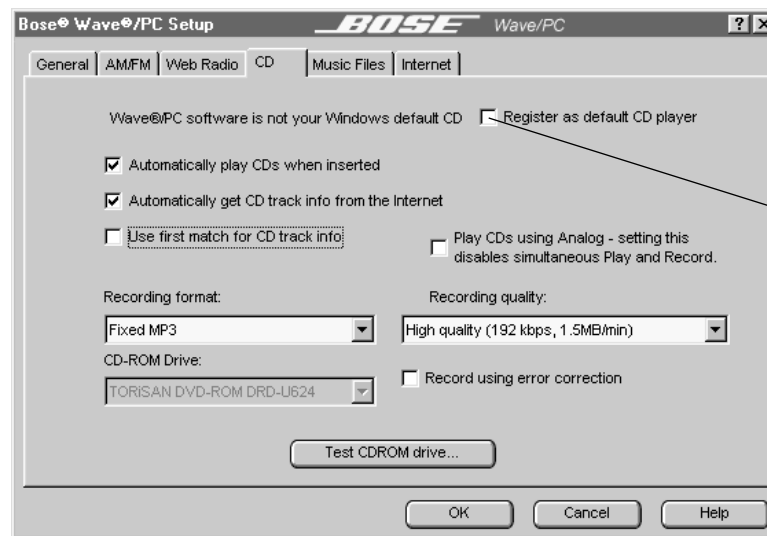 Bose® Wave®/PC Setup
BOSE Wave/PC
General AM/FM Web Radio CD Music Files Internet
Wave®/PC software is not your Windows default CD Register as default CD player
Automatically play CDs when inserted
Automatically get CD track info from the Internet
Use first match for CD track info
Play CDs using Analog - setting this
disables simultaneous Play and Record.
Recording format: Recording quality:
Fixed MP3 High quality (192 kbps, 1.5MB/min)
CD-ROM Drive:
TORiSAN DVD-ROM DRD-U624
Record using error correction
Test CDROM drive...
OK Cancel Help